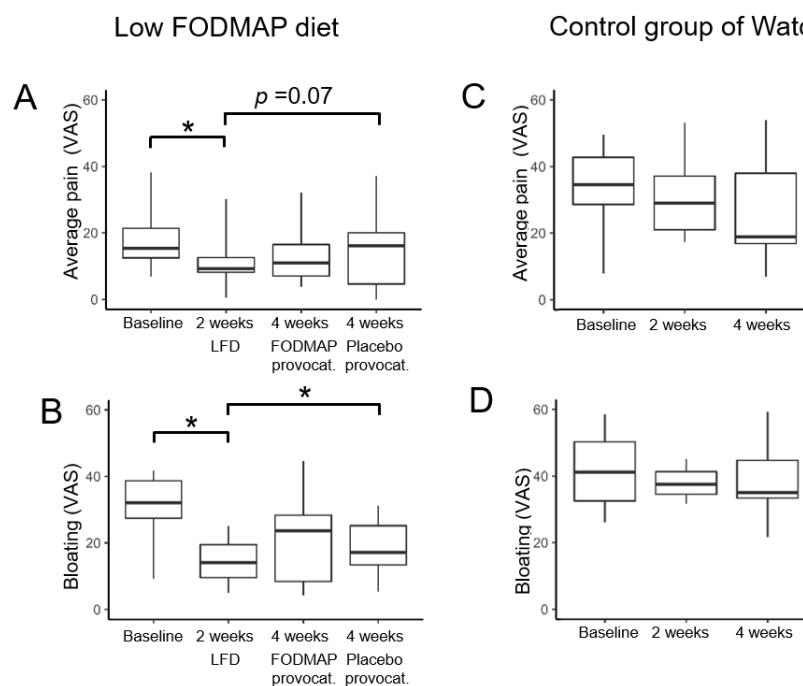 Low FODMAP diet
Control group of Watc
A
Average pain (VAS)
60
40
20
0
*
p =0.07
Baseline
2 weeks
LFD
4 weeks
FODMAP
provocat.
4 weeks
Placebo
provocat.
C
Average pain (VAS)
60
40
20
0
Baseline
2 weeks
4 weeks
B
Bloating (VAS)
60
40
20
0
*
*
Baseline
2 weeks
LFD
4 weeks
FODMAP
provocat.
4 weeks
Placebo
provocat.
D
Bloating (VAS)
60
40
20
0
Baseline
2 weeks
4 weeks